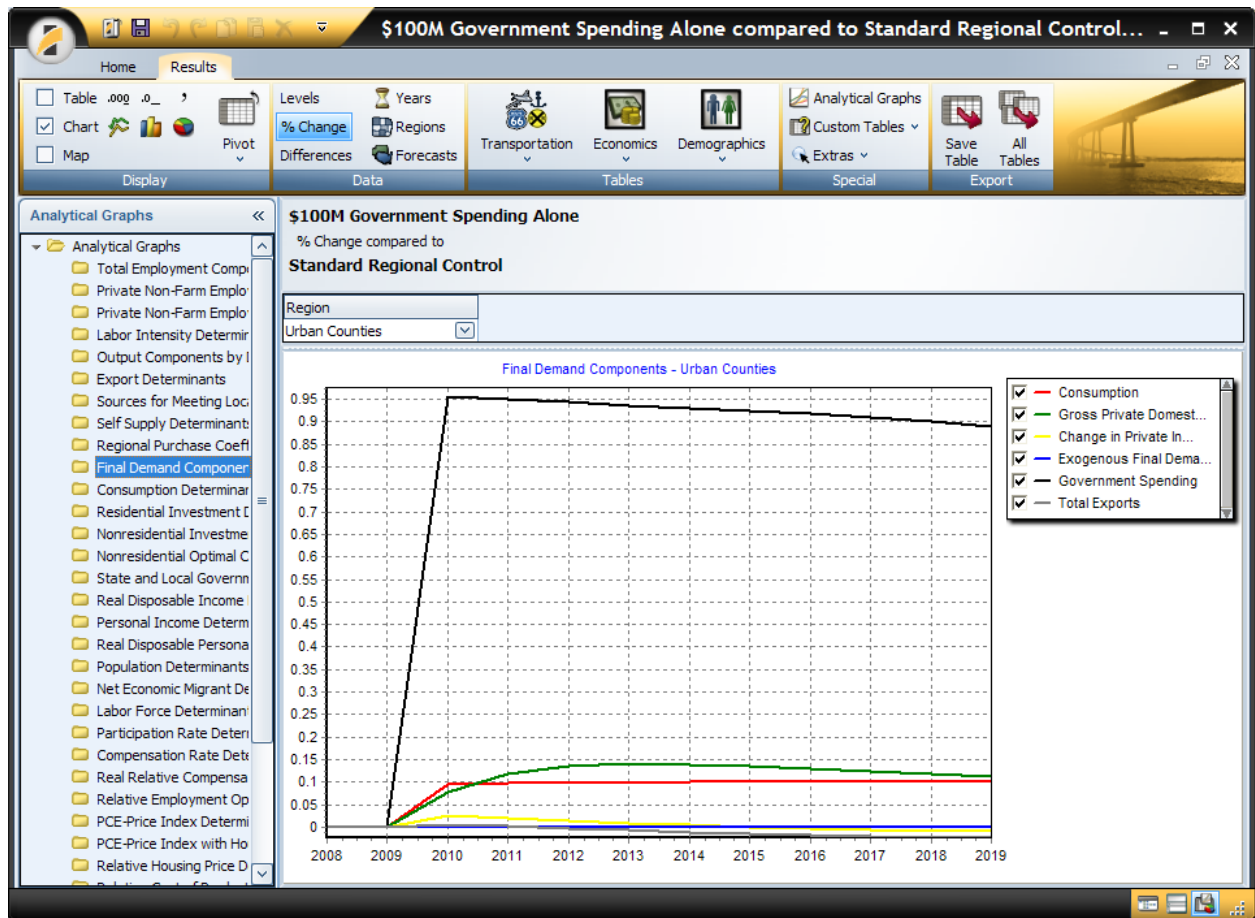 $100M Government Spending Alone compared to Standard Regional Control...
Home Results
Table .000 .0_ ,
Chart
Map
Pivot
Display
Levels Years
% Change Regions
Differences Forecasts
Data
Transportation Economics Demographics
Tables
Analytical Graphs
Custom Tables
Extras
Special
Save Table
All Tables
Export
Analytical Graphs «
Analytical Graphs
Total Employment Comp
Private Non-Farm Emplo
Private Non-Farm Emplo
Labor Intensity Determin
Output Components by
Export Determinants
Sources for Meeting Loc
Self Supply Determinants
Regional Purchase Coeff
Final Demand Componen
Consumption Determinan
Residential Investment
Nonresidential Investme
Nonresidential Optimal C
State and Local Governm
Real Disposable Income
Personal Income Determ
Real Disposable Persona
Population Determinants
Net Economic Migrant De
Labor Force Determinan
Participation Rate Deter
Compensation Rate Dete
Real Relative Compensa
Relative Employment Op
PCE-Price Index Determi
PCE-Price Index with Ho
Relative Housing Price D
$100M Government Spending Alone
% Change compared to
Standard Regional Control
Region
Urban Counties
Final Demand Components - Urban Counties
0.95
0.9
0.85
0.8
0.75
0.7
0.65
0.6
0.55
0.5
0.45
0.4
0.35
0.3
0.25
0.2
0.15
0.1
0.05
0
2008 2009 2010 2011 2012 2013 2014 2015 2016 2017 2018 2019
Consumption
Gross Private Domest...
Change in Private In...
Exogenous Final Dema...
Government Spending
Total Exports